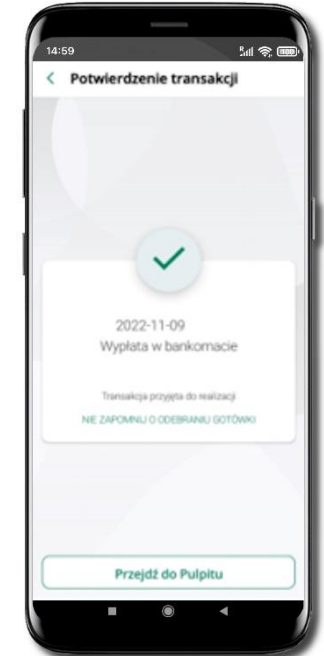 14:59
Potwierdzenie transakcji
2022-11-09
Wypłata w bankomacie
Transakcja przyjęta do realizacji
NIE ZAPOMNIJ O ODEBRANIU GOTÓWKI
Przejdź do Pulpitu